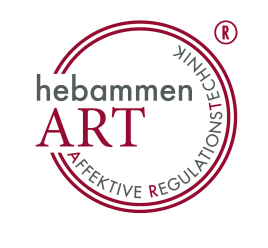 hebammen
ART
AFFEKTIVE REGULATIONSTECHNIK
®